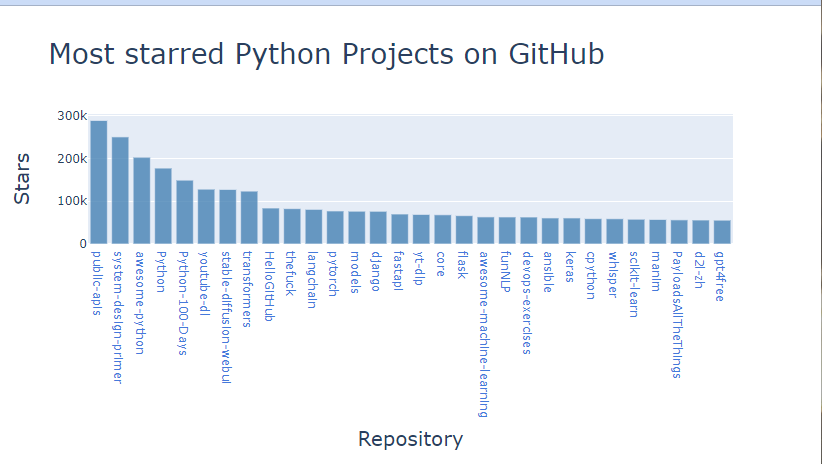 Most starred Python Projects on GitHub
Stars
300k
200k
100k
0
public-apis
system-design-primer
awesome-python
Python
Python-100-Days
youtube-dl
stable-diffusion-webui
transformers
HelloGitHub
thefuck
langchain
pytorch
models
django
fastapi
yt-dlp
core
flask
awesome-machine-learning
funNLP
devops-exercises
ansible
keras
cpython
whisper
scikit-learn
manim
PayloadsAllTheThings
d2l-zh
gpt4free
Repository